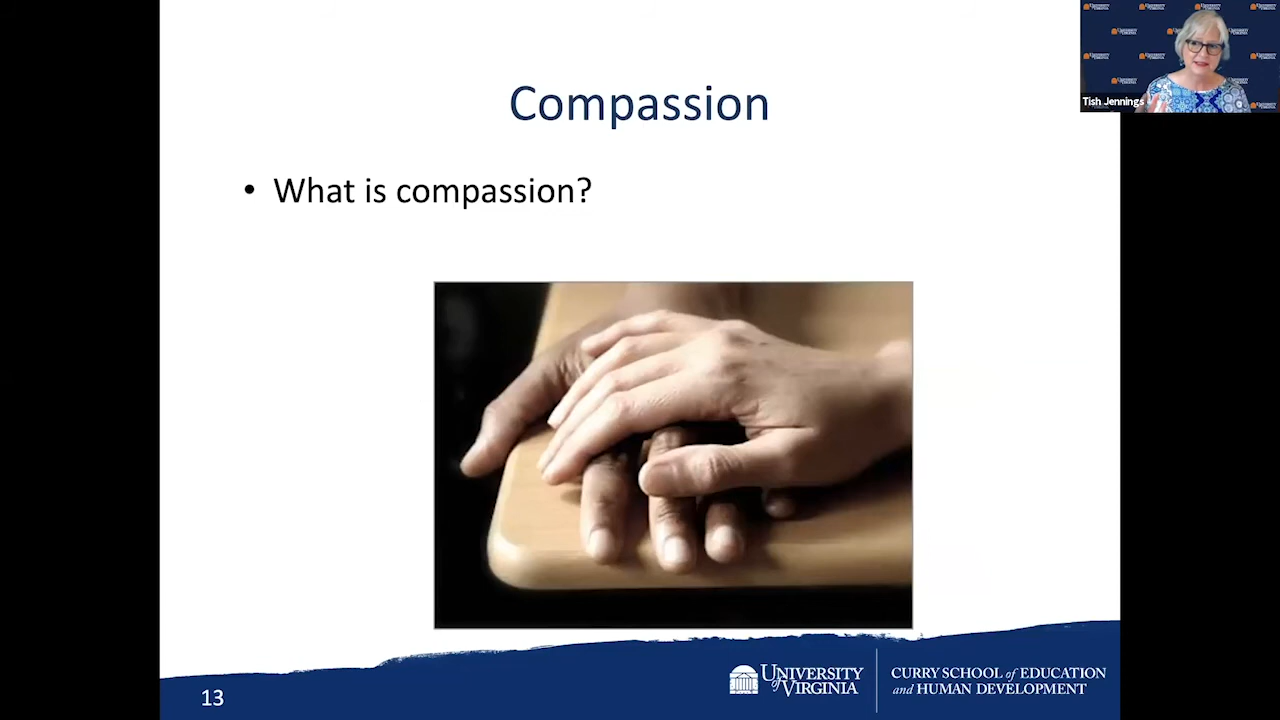 Compassion
• What is compassion?
Tish Jennings
13
UNIVERSITY
of VIRGINIA
CURRY SCHOOL of EDUCATION
and HUMAN DEVELOPMENT